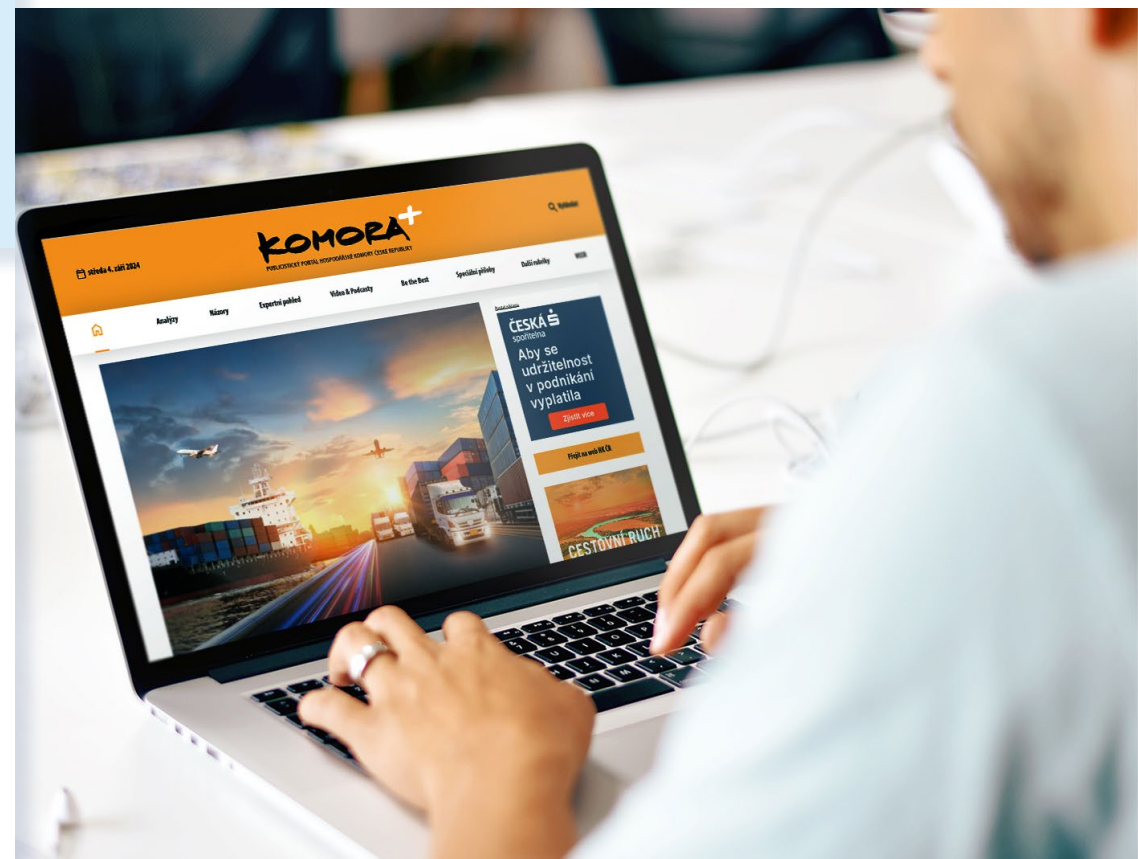 středa 4. září 2024
KOMORA+
PUBLICISTICKÝ PORTÁL HOSPODÁŘSKÉ KOMORY ČESKÉ REPUBLIKY
Vyhledat
Analýzy
Názory
Expertní pohled
Video & Podcasty
Be the Best
Speciální přílohy
Další rubriky
ČESKÁ
spořitelna
Aby se
udržitelnost
v podnikání
vyplatila
Zjistit více
Přejít na web HK ČR
CESTOVNÍ RUCH